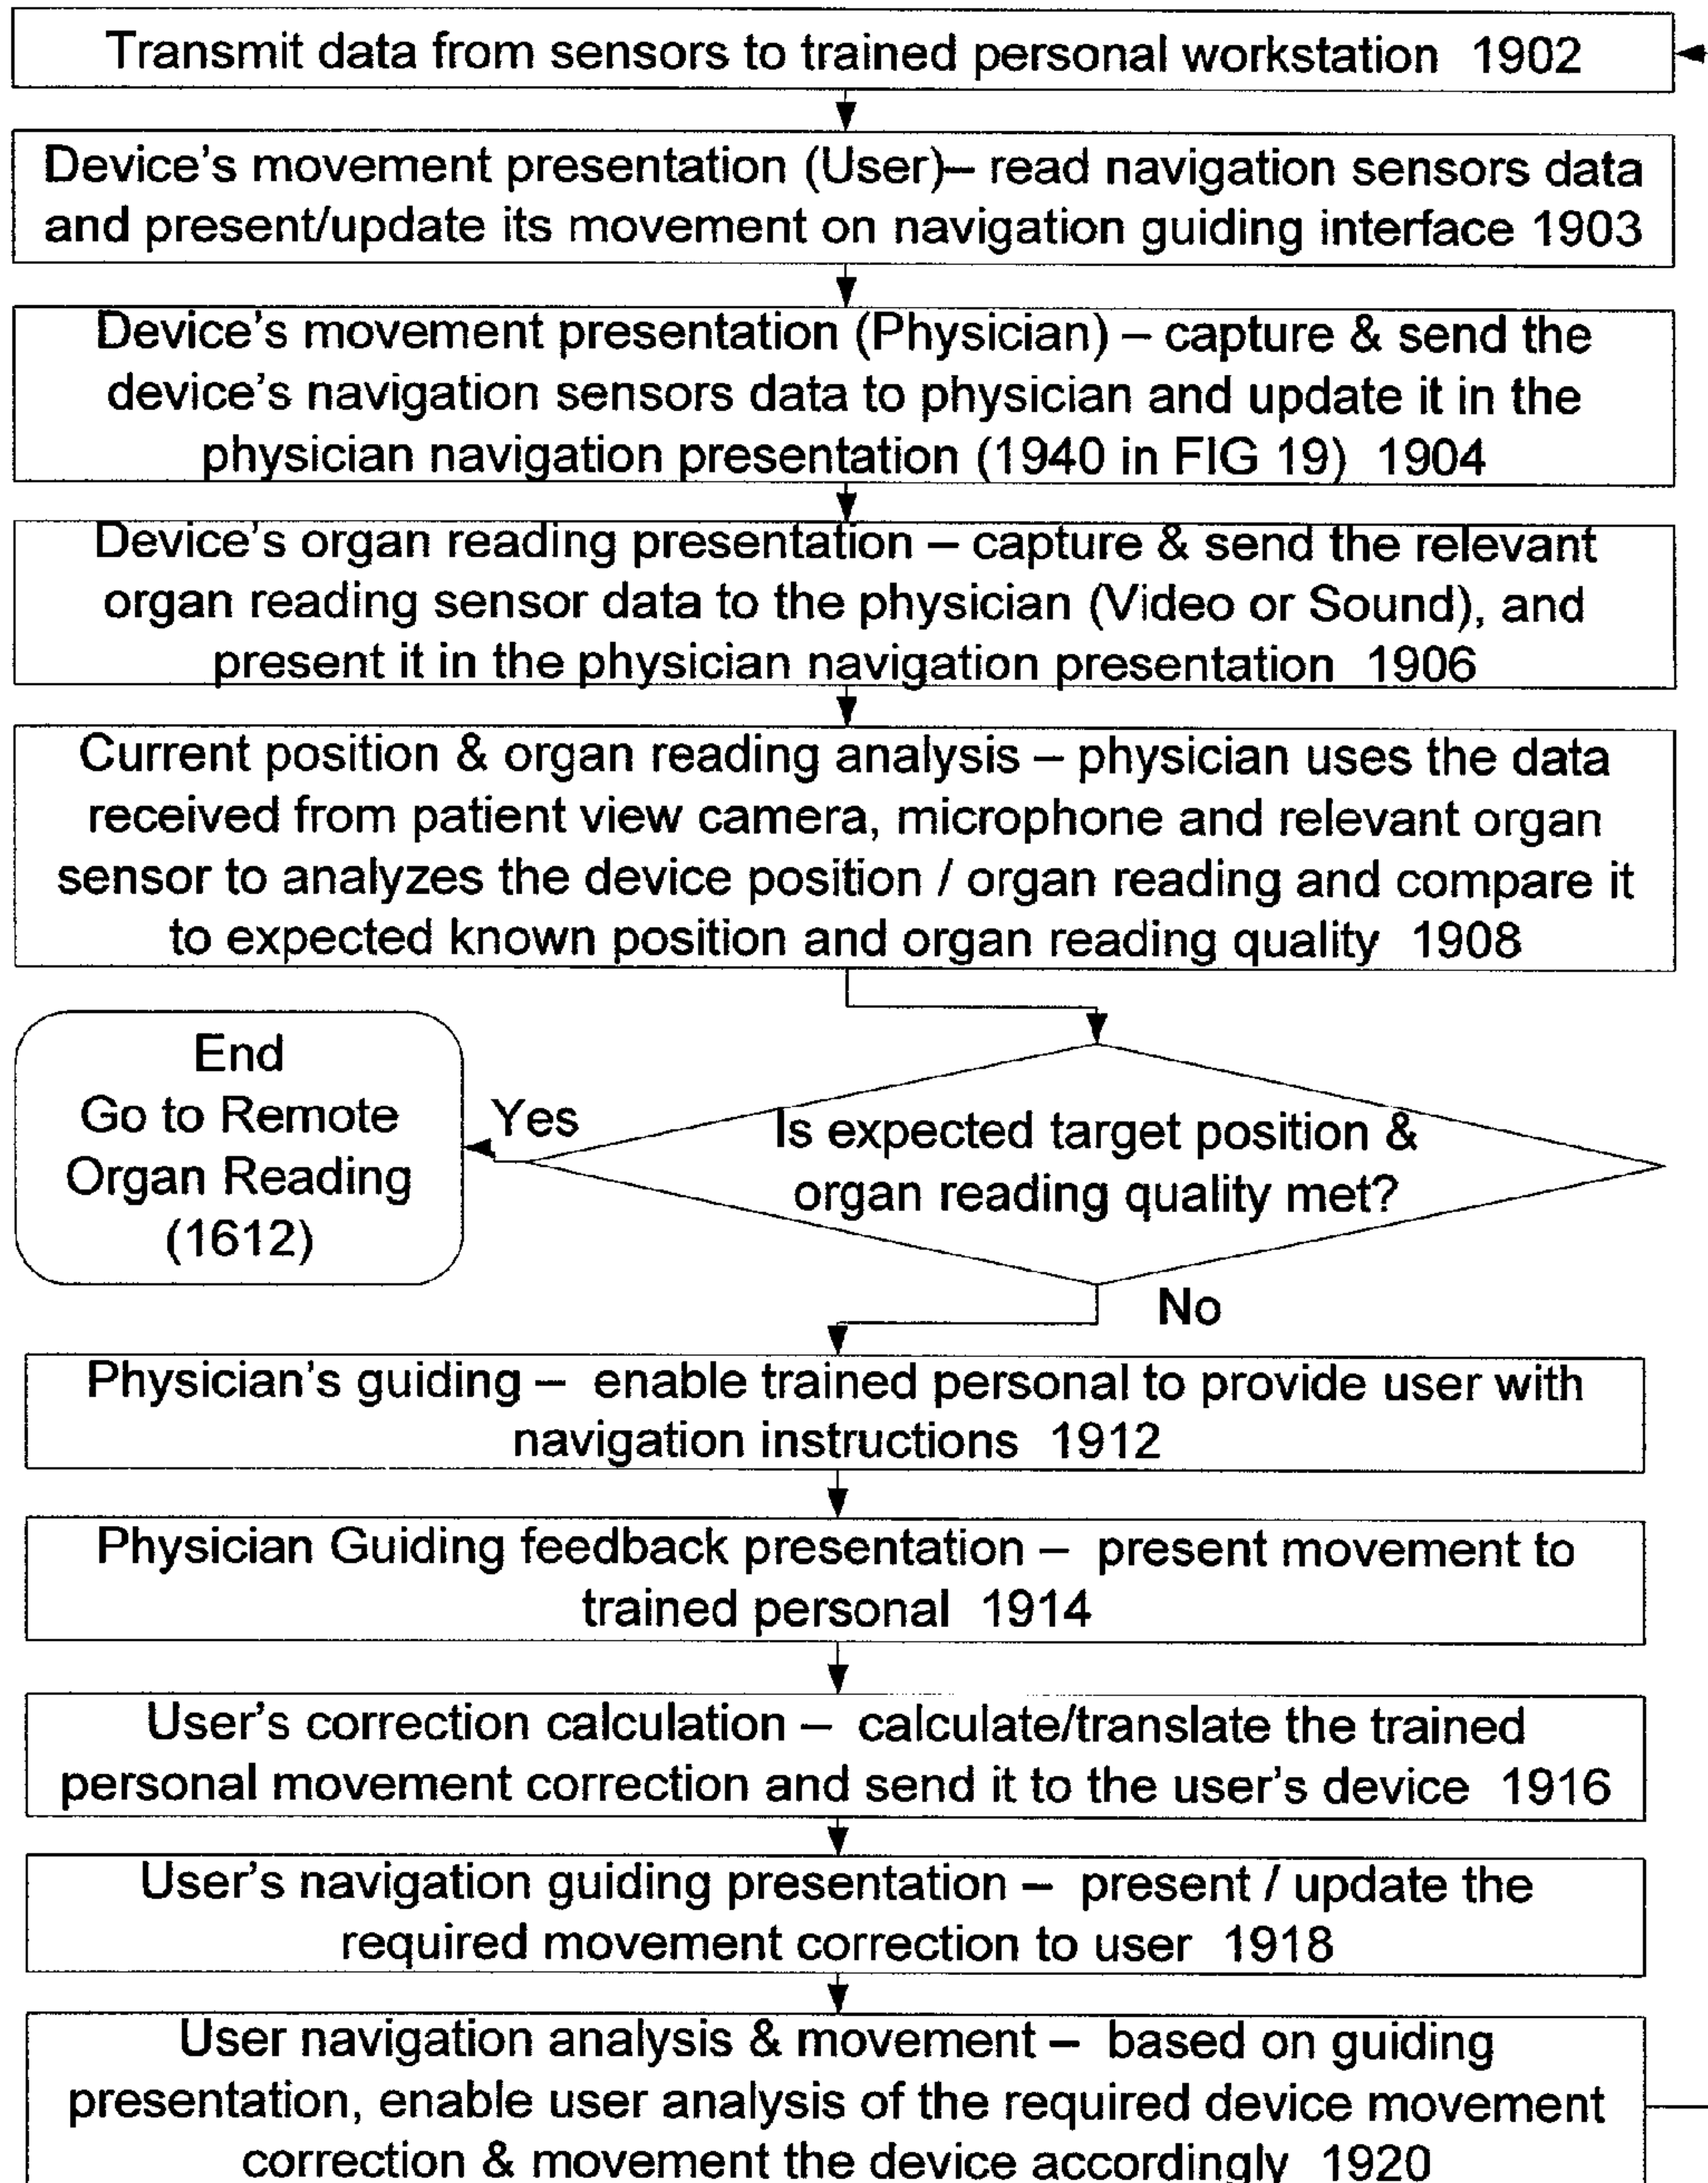 Transmit data from sensors to trained personal workstation 1902
Device's movement presentation (User)– read navigation sensors data
and present/update its movement on navigation guiding interface 1903
Device's movement presentation (Physician) – capture & send the
device's navigation sensors data to physician and update it in the
physician navigation presentation (1940 in FIG 19) 1904
Device's organ reading presentation – capture & send the relevant
organ reading sensor data to the physician (Video or Sound), and
present it in the physician navigation presentation 1906
Current position & organ reading analysis – physician uses the data
received from patient view camera, microphone and relevant organ
sensor to analyzes the device position / organ reading and compare it
to expected known position and organ reading quality 1908
End
Go to Remote
Organ Reading
(1612)
Yes
Is expected target position &
organ reading quality met?
No
Physician's guiding – enable trained personal to provide user with
navigation instructions 1912
Physician Guiding feedback presentation – present movement to
trained personal 1914
User's correction calculation – calculate/translate the trained
personal movement correction and send it to the user's device 1916
User's navigation guiding presentation – present / update the
required movement correction to user 1918
User navigation analysis & movement – based on guiding
presentation, enable user analysis of the required device movement
correction & movement the device accordingly 1920